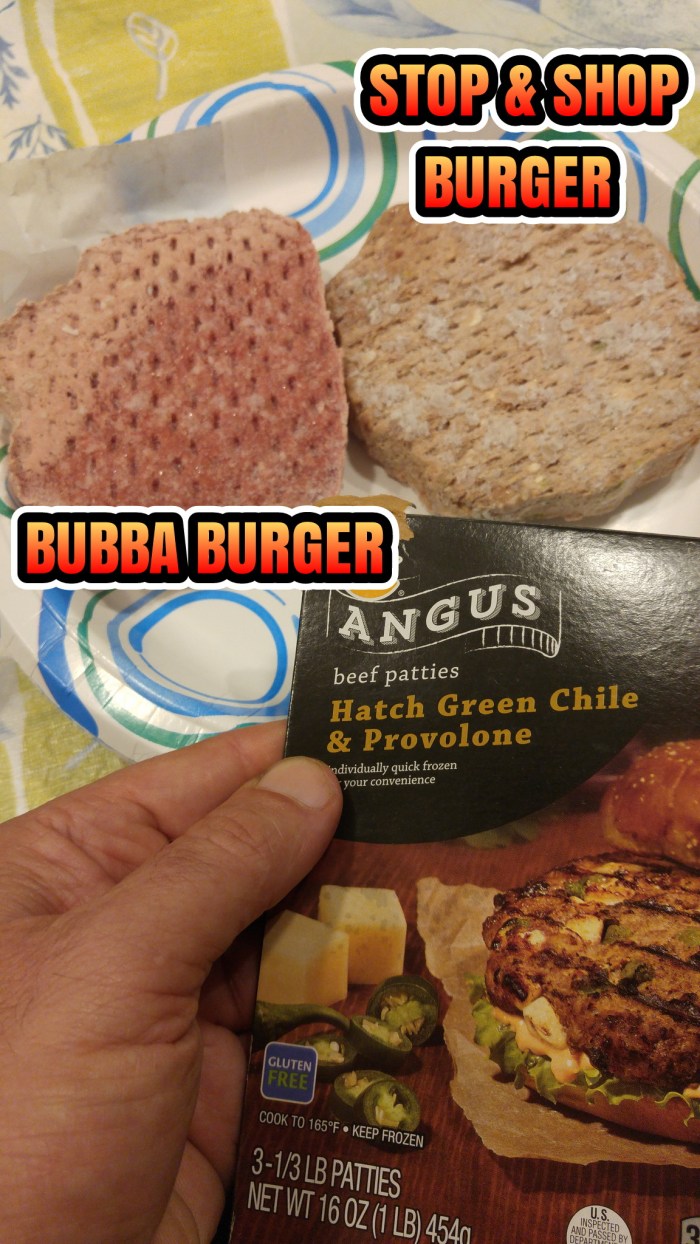 STOP & SHOP
BURGER
BUBBA BURGER
ANGUS
beef patties
Hatch Green Chile
& Provolone
individually quick frozen
your convenience
GLUTEN
FREE
COOK TO 165°F • KEEP FROZEN
3-1/3 LB PATTIES
NET WT 16 OZ (1 LB) 454g
U.S.
INSPECTED
AND PASSED BY